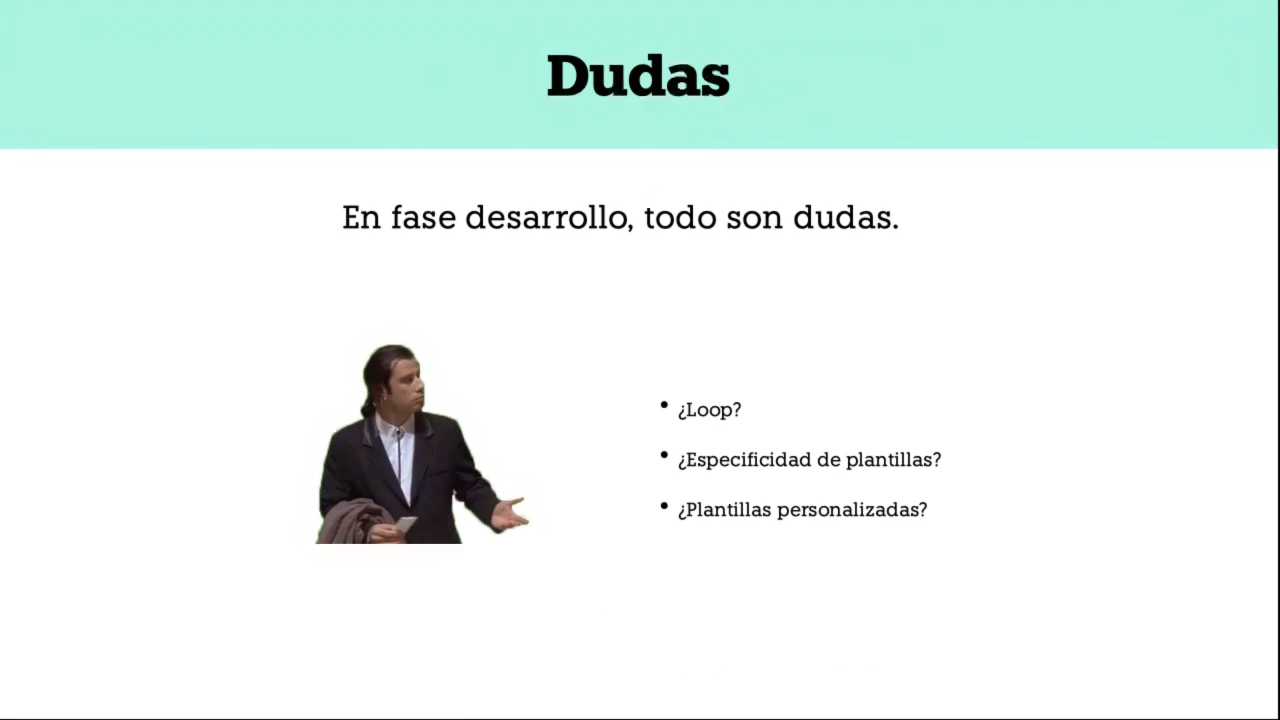 Dudas
En fase desarrollo, todo son dudas.
• ¿Loop?
• ¿Especificidad de plantillas?
• ¿Plantillas personalizadas?